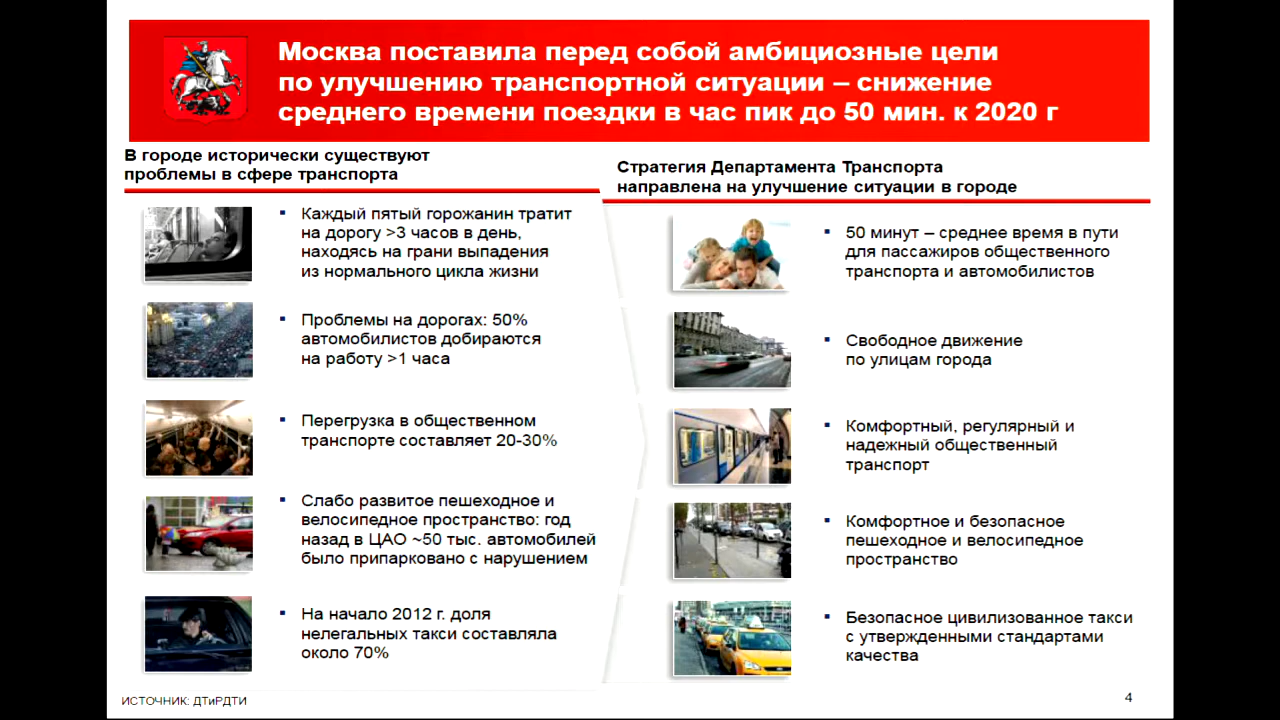 Москва поставила перед собой амбициозные цели
по улучшению транспортной ситуации – снижение
среднего времени поездки в час пик до 50 мин. к 2020 г
В городе исторически существуют
проблемы в сфере транспорта
▪ Каждый пятый горожанин тратит
на дорогу >3 часов в день,
находясь на грани выпадения
из нормального цикла жизни
▪ Проблемы на дорогах: 50%
автомобилистов добираются
на работу >1 часа
▪ Перегрузка в общественном
транспорте составляет 20-30%
▪ Слабо развитое пешеходное и
велосипедное пространство: год
назад в ЦАО ~50 тыс. автомобилей
было припарковано с нарушением
▪ На начало 2012 г. доля
нелегальных такси составляла
около 70%
Стратегия Департамента Транспорта
направлена на улучшение ситуации в городе
▪ 50 минут – среднее время в пути
для пассажиров общественного
транспорта и автомобилистов
▪ Свободное движение
по улицам города
▪ Комфортный, регулярный и
надежный общественный
транспорт
▪ Комфортное и безопасное
пешеходное и велосипедное
пространство
▪ Безопасное цивилизованное такси
с утвержденными стандартами
качества
ИСТОЧНИК: ДТиРДТИ
4